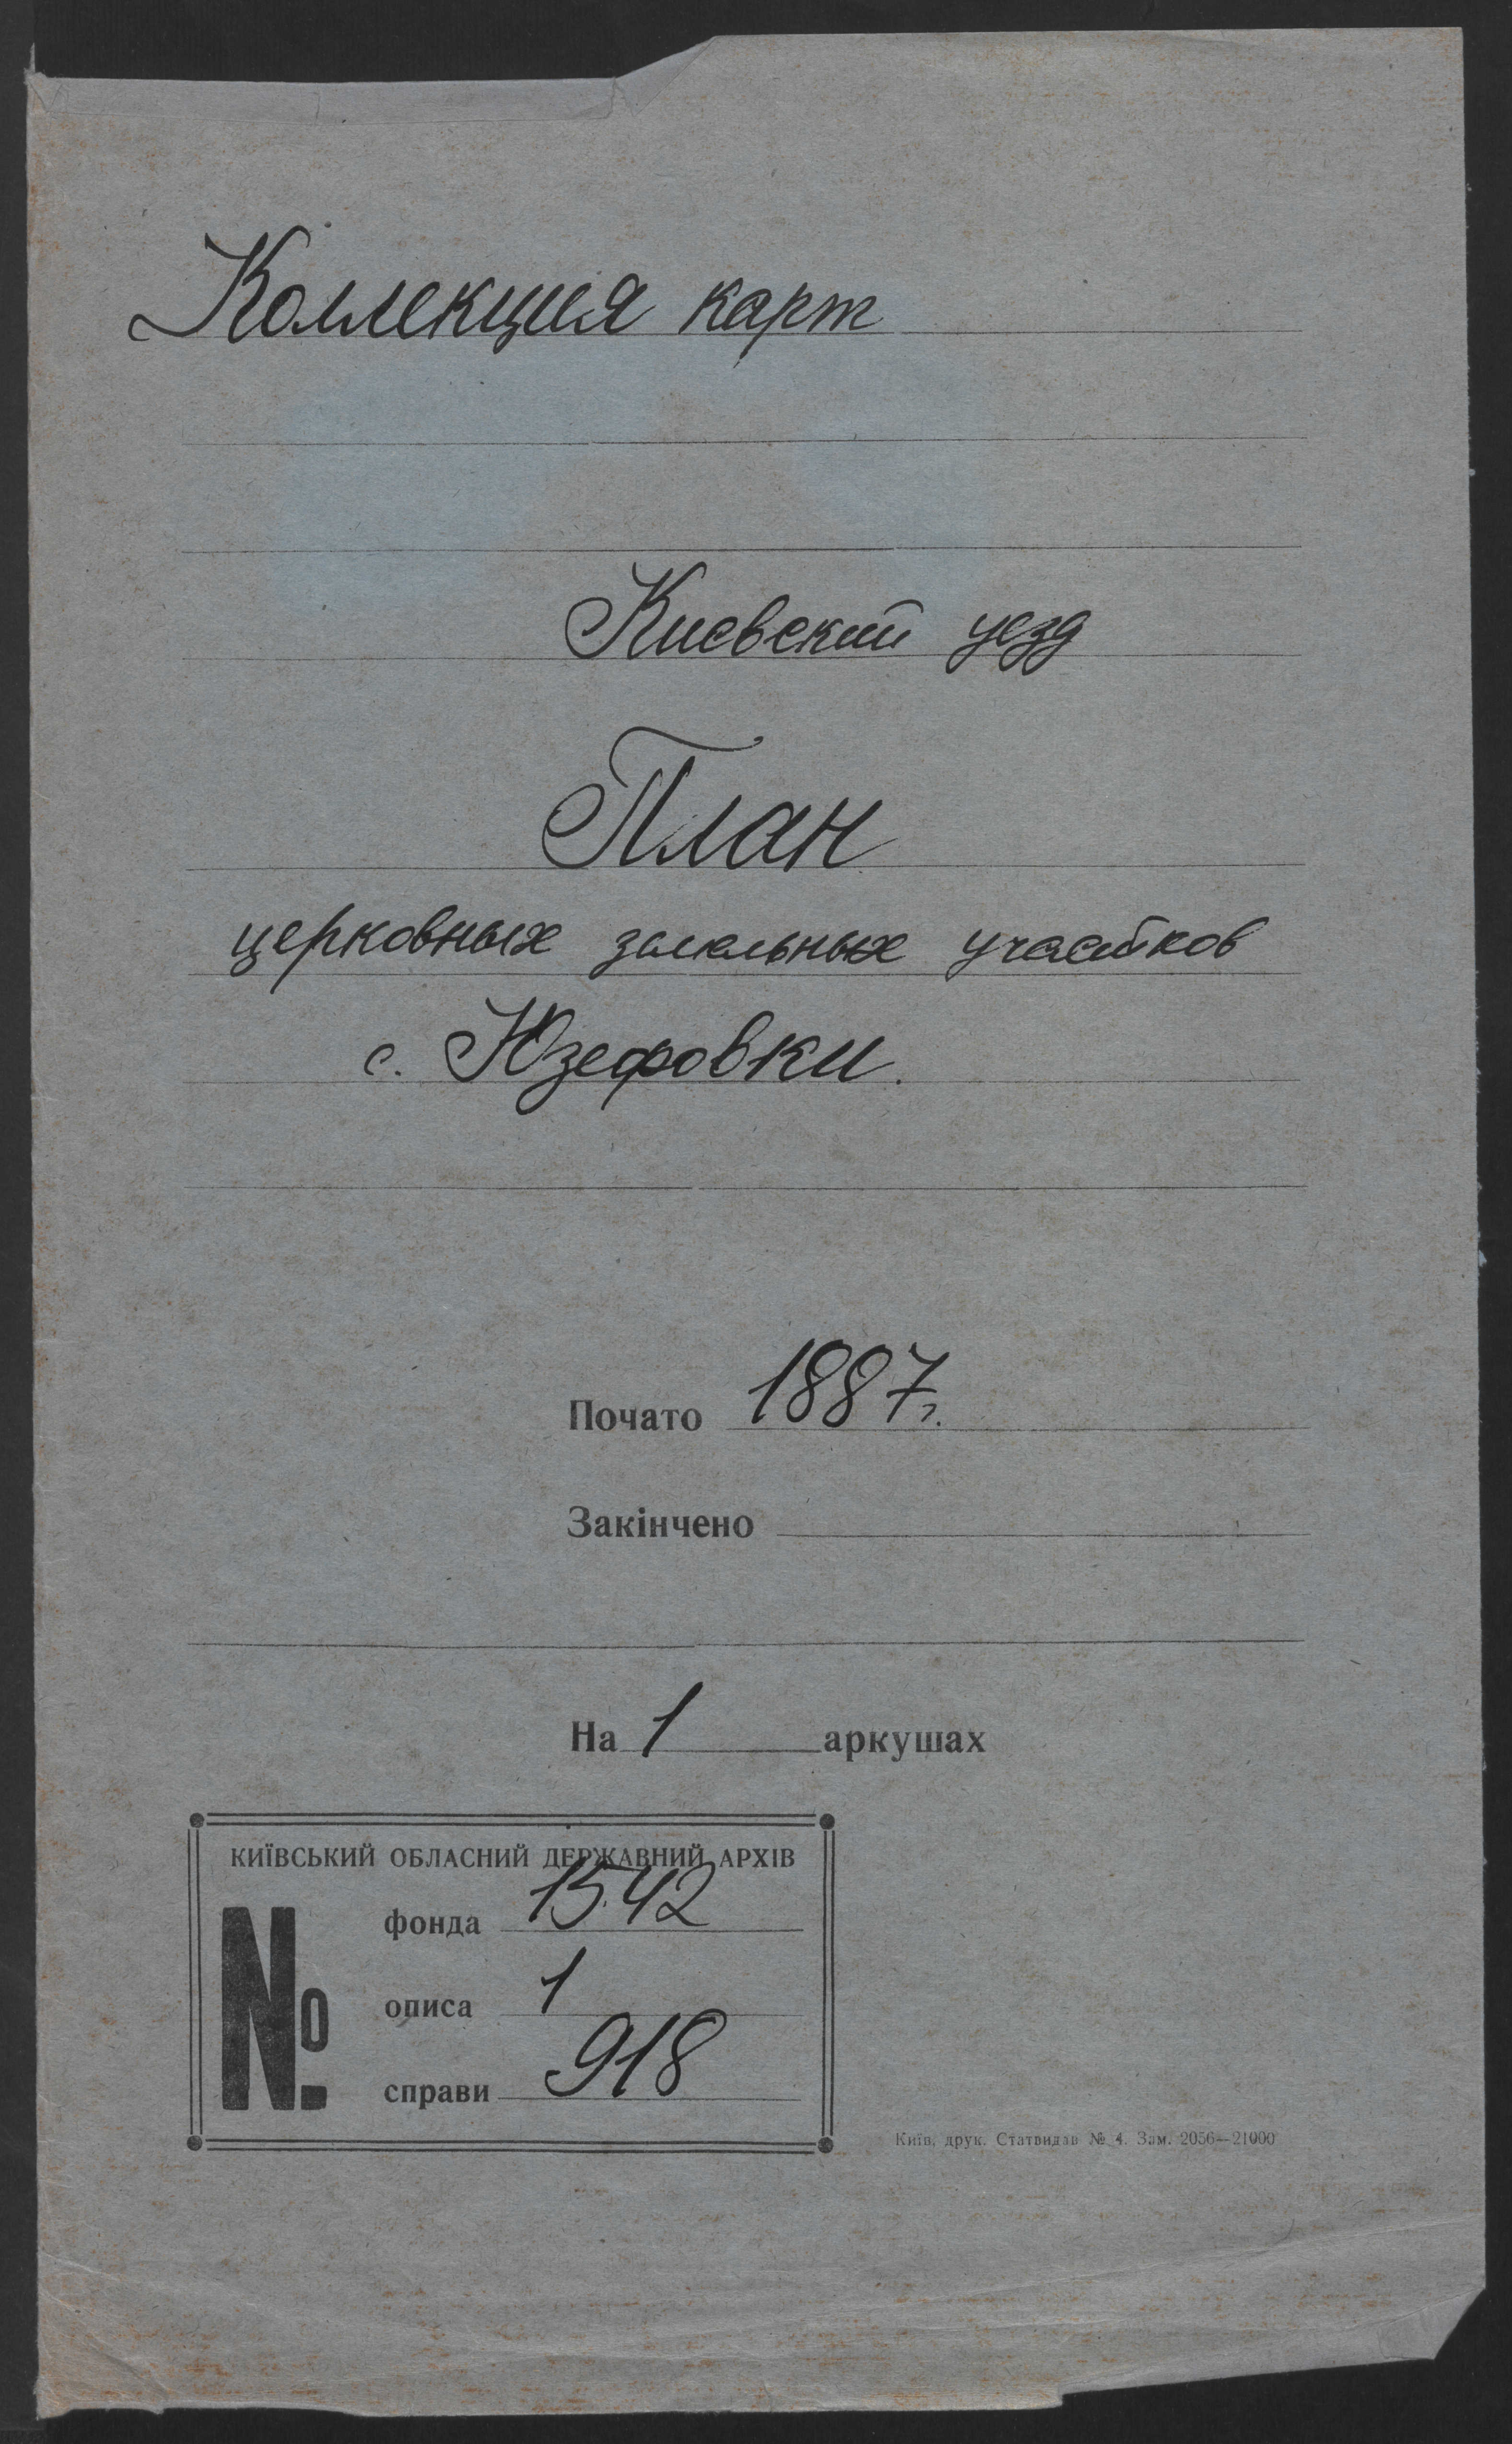 Коллекция карт
Киевский уезд
План
церковных земельных участков
с. Юзефовки.
Почато 1887 г.
Закінчено
На 1 аркушах
КИЇВСЬКИЙ ОБЛАСНИЙ ДЕРЖАВНИЙ АРХІВ
№
фонда 1542
описа 1
справи 918
Київ, друк. Статвидав № 4. Зам. 2056—21000